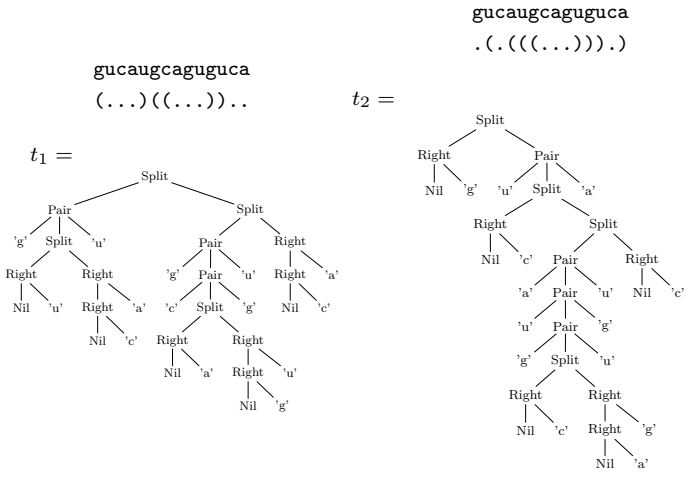 gucaugcaguguca
.(.(((...))).)
gucaugcaguguca
(...)((...))..
t2 =
Split
Right Pair
Nil 'g' 'u' Split 'a'
Right Split
Nil 'c' Pair Right
'a' Pair 'u' Nil 'c'
'u' Pair 'g'
'g' Split 'u'
Right Right
Nil 'c' Right 'g'
Nil 'a'
t1 =
Split
Pair Split
'g' Split 'u' Pair Right
Right Right 'g' Pair 'u' Right 'a'
Nil 'u' Right 'a' 'c' Split 'g' Nil 'c'
Nil 'c' Right Right
Nil 'a' Right 'u'
Nil 'g'